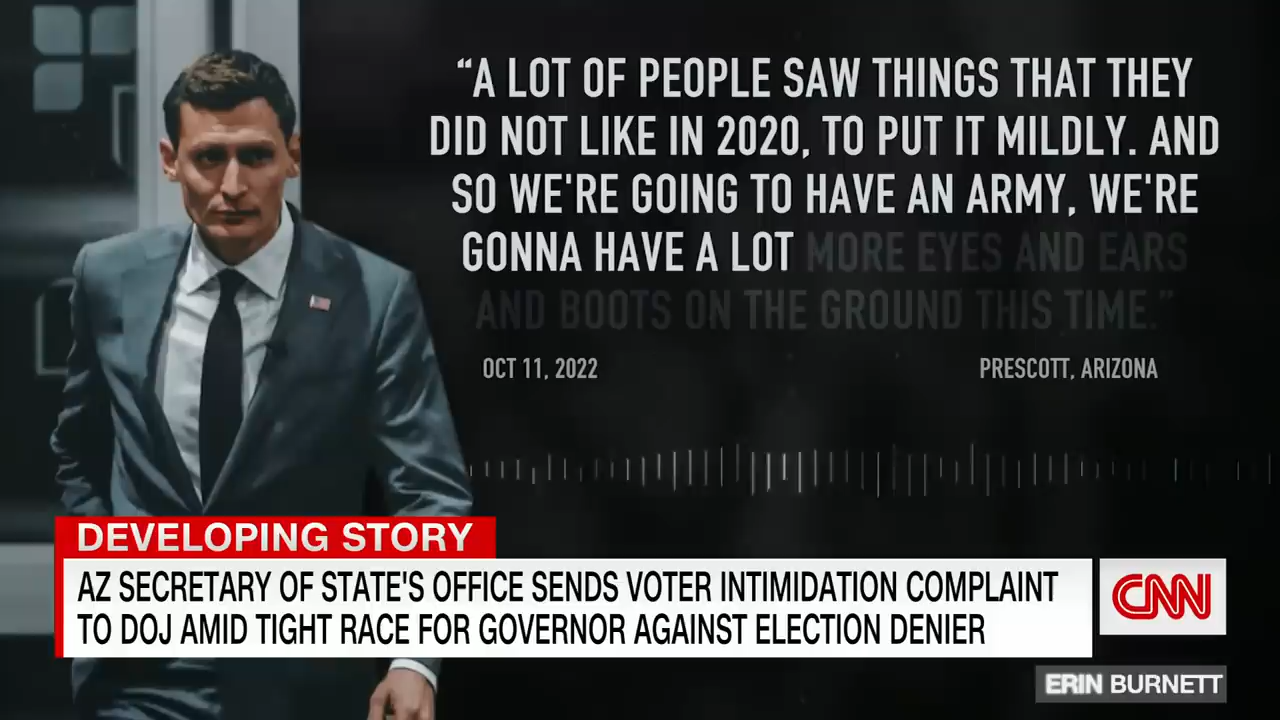 “A LOT OF PEOPLE SAW THINGS THAT THEY
DID NOT LIKE IN 2020, TO PUT IT MILDLY. AND
SO WE'RE GOING TO HAVE AN ARMY, WE'RE
GONNA HAVE A LOT MORE EYES AND EARS
AND BOOTS ON THE GROUND THIS TIME.”
OCT 11, 2022
PRESCOTT, ARIZONA
DEVELOPING STORY
AZ SECRETARY OF STATE'S OFFICE SENDS VOTER INTIMIDATION COMPLAINT
TO DOJ AMID TIGHT RACE FOR GOVERNOR AGAINST ELECTION DENIER
CNN
ERIN BURNETT